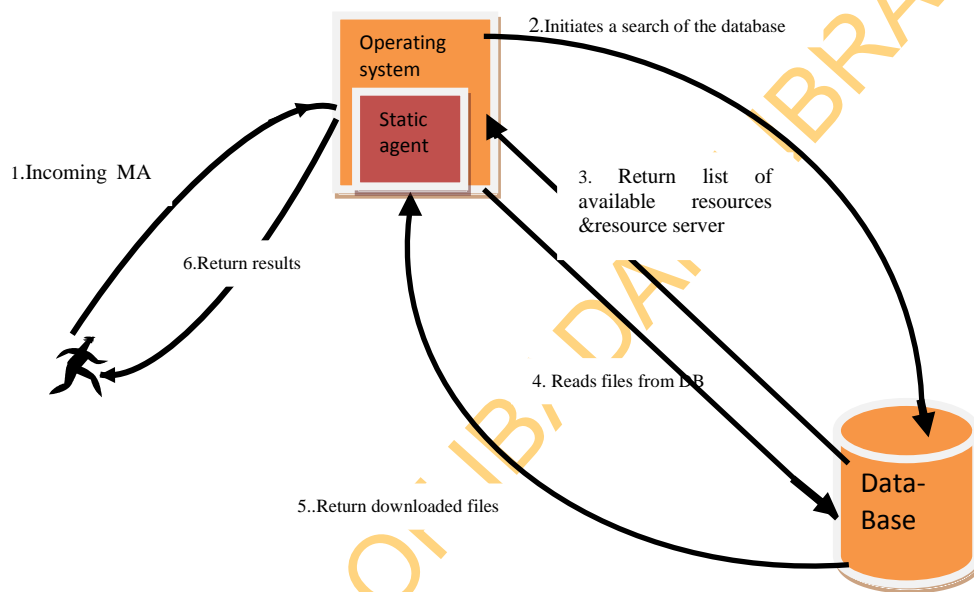 2.Initiates a search of the database
Operating
system
Static
agent
1.Incoming MA
3. Return list of
available resources
&resource server
6.Return results
4. Reads files from DB
5..Return downloaded files
Data-
Base